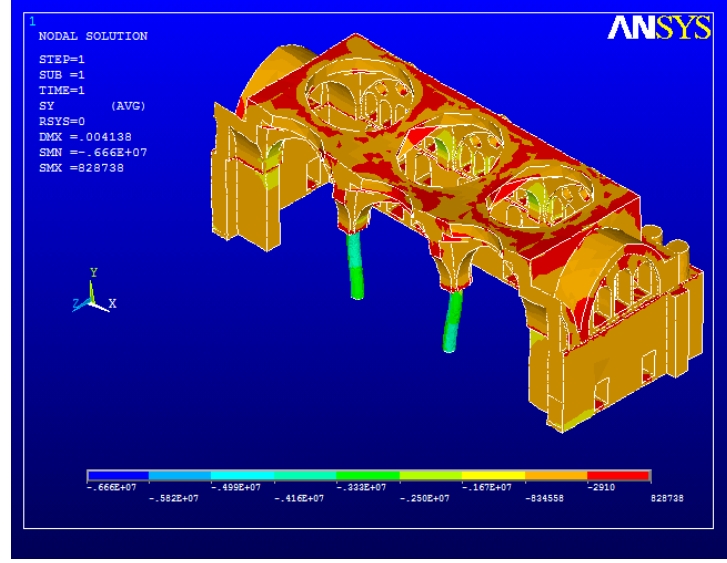 1
ANSYS
NODAL SOLUTION
STEP=1
SUB =1
TIME=1
SY (AVG)
RSYS=0
DMX =.004138
SMN =-.666E+07
SMX =828738
Y
Z X
-.666E+07 -.499E+07 -.333E+07 -.167E+07 -2910
-.582E+07 -.416E+07 -.250E+07 -834558 828738